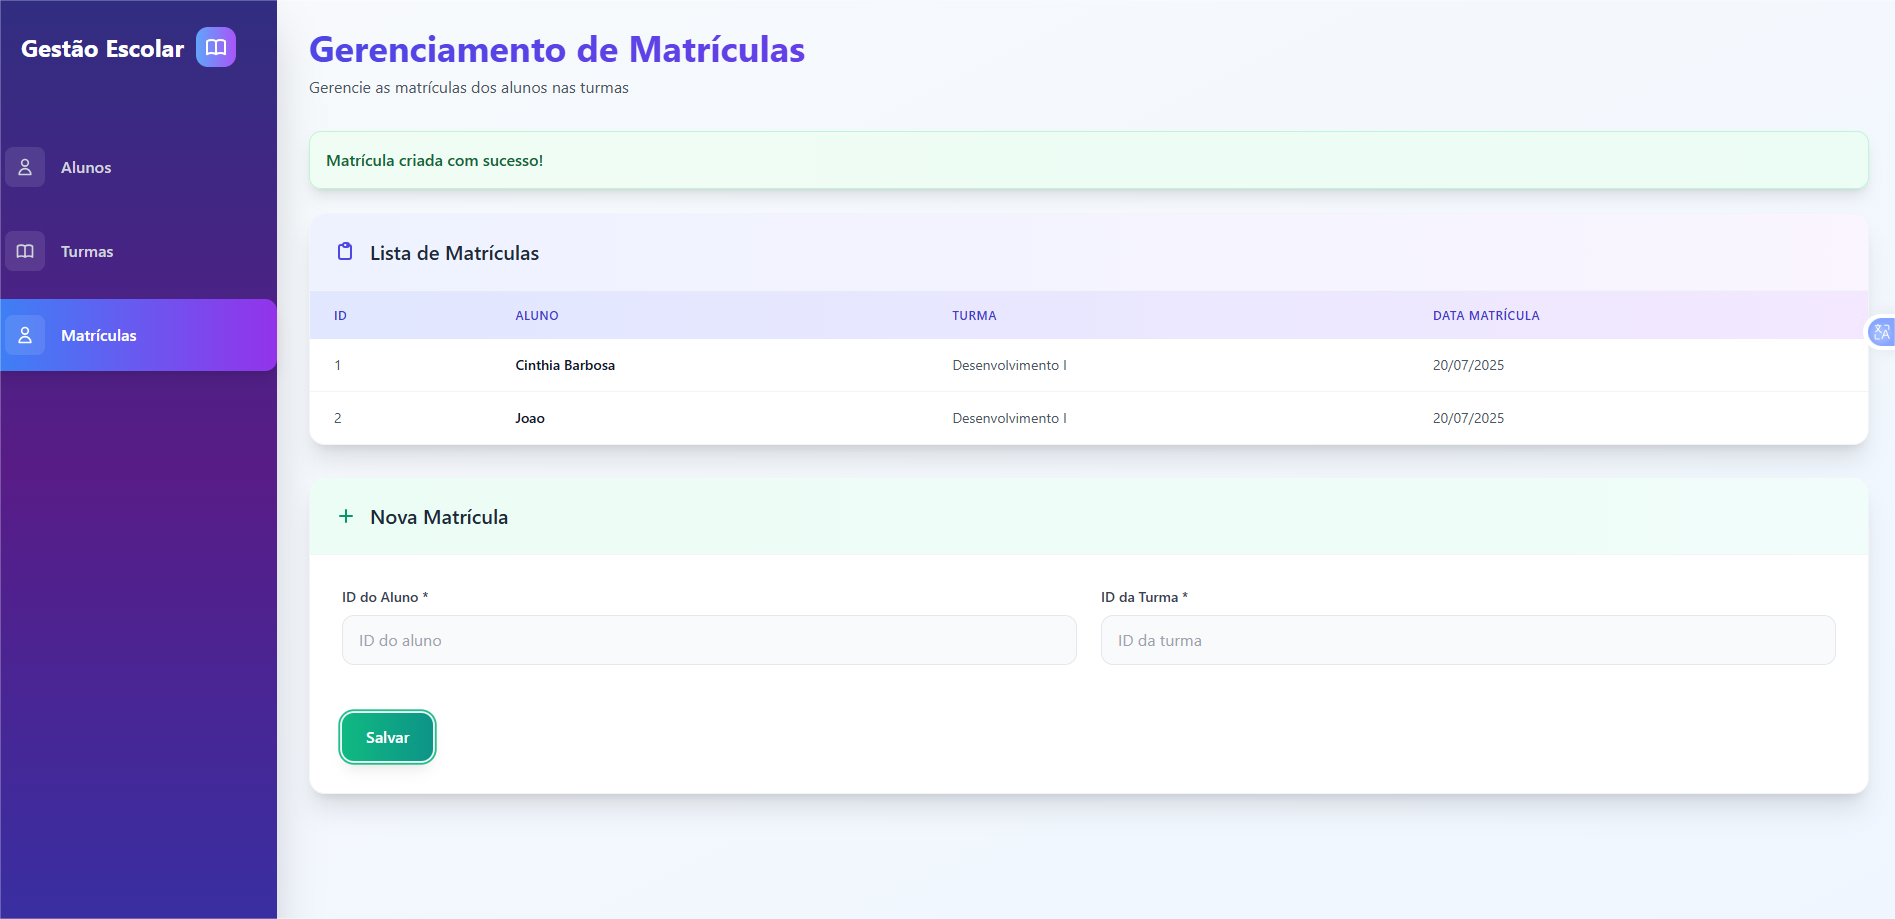 Gestão Escolar
Alunos
Turmas
Matrículas
Gerenciamento de Matrículas
Gerencie as matrículas dos alunos nas turmas
Matrícula criada com sucesso!
Lista de Matrículas
ID ALUNO TURMA DATA MATRÍCULA
1 Cinthia Barbosa Desenvolvimento I 20/07/2025
2 Joao Desenvolvimento I 20/07/2025
Nova Matrícula
ID do Aluno * ID da Turma *
ID do aluno ID da turma
Salvar